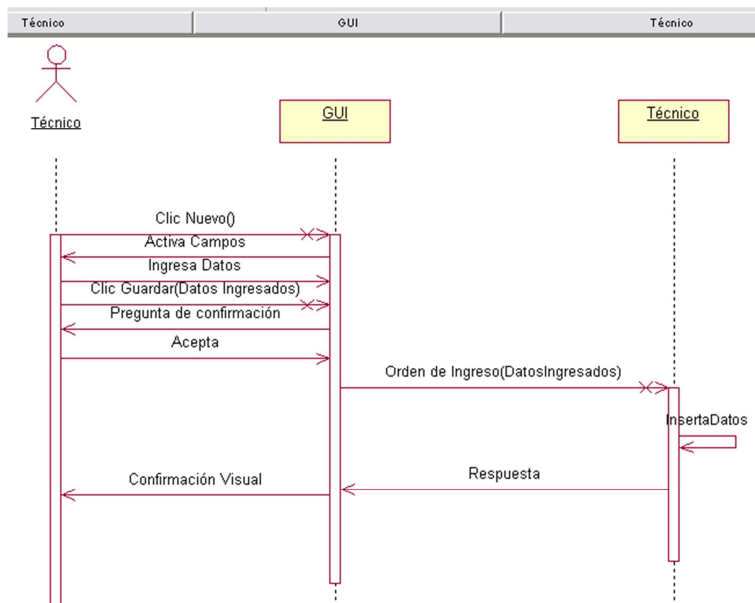 Técnico
GUI
Técnico
Técnico
GUI
Técnico
Clic Nuevo()
Activa Campos
Ingresa Datos
Clic Guardar(Datos Ingresados)
Pregunta de confirmación
Acepta
Orden de Ingreso(DatosIngresados)
InsertaDatos
Respuesta
Confirmación Visual